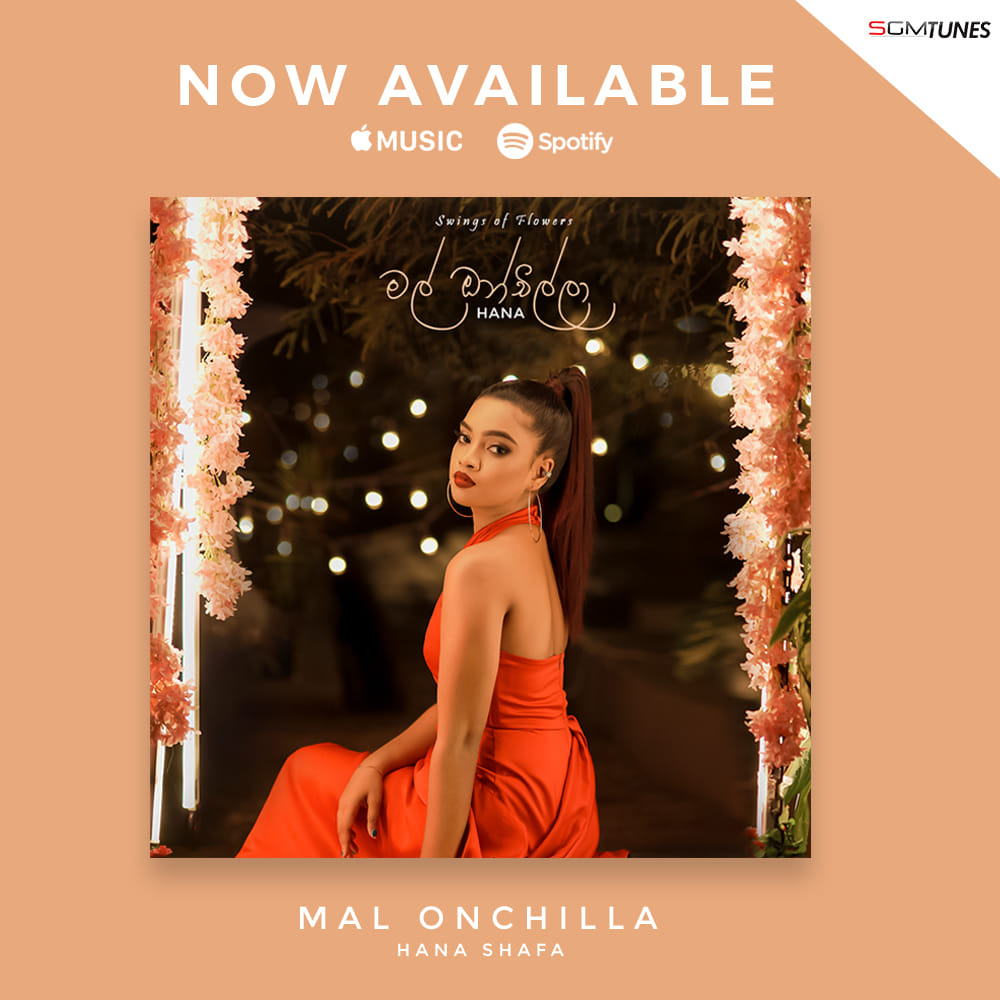 SGMTUNES
NOW AVAILABLE
MUSIC Spotify
Swings of Flowers
මල් ඔන්චිල්ලා
HANA
MAL ONCHILLA
HANA SHAFA